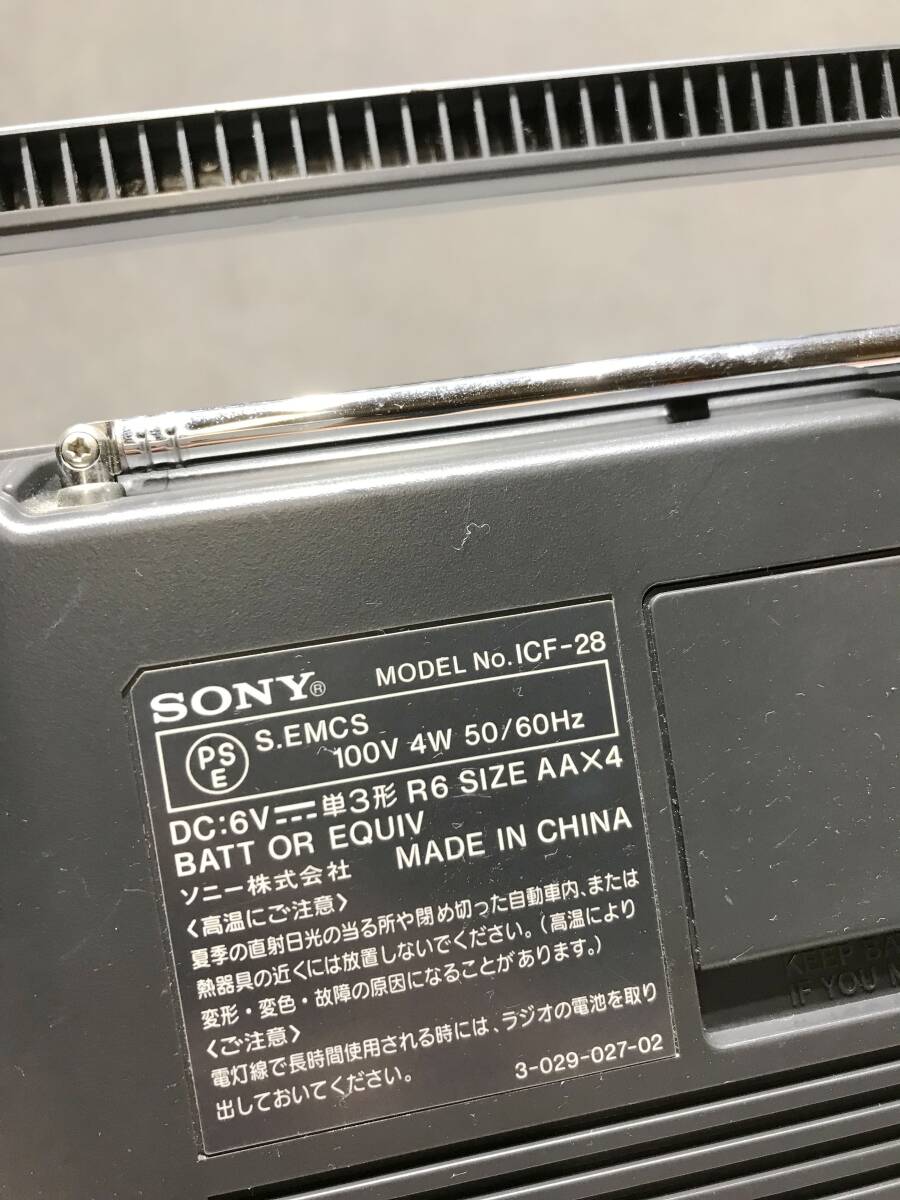 SONY® MODEL No. ICF-28
PSE S.EMCS
100V 4W 50/60Hz
DC:6V⎓単3形 R6 SIZE AA×4
BATT OR EQUIV
MADE IN CHINA
ソニー株式会社
〈高温にご注意〉
夏季の直射日光の当る所や閉め切った自動車内、または
熱器具の近くには放置しないでください。(高温により
変形・変色・故障の原因になることがあります。)
〈ご注意〉
電灯線で長時間使用される時には、ラジオの電池を取り
出しておいてください。
3-029-027-02
KEEP
IF YOU